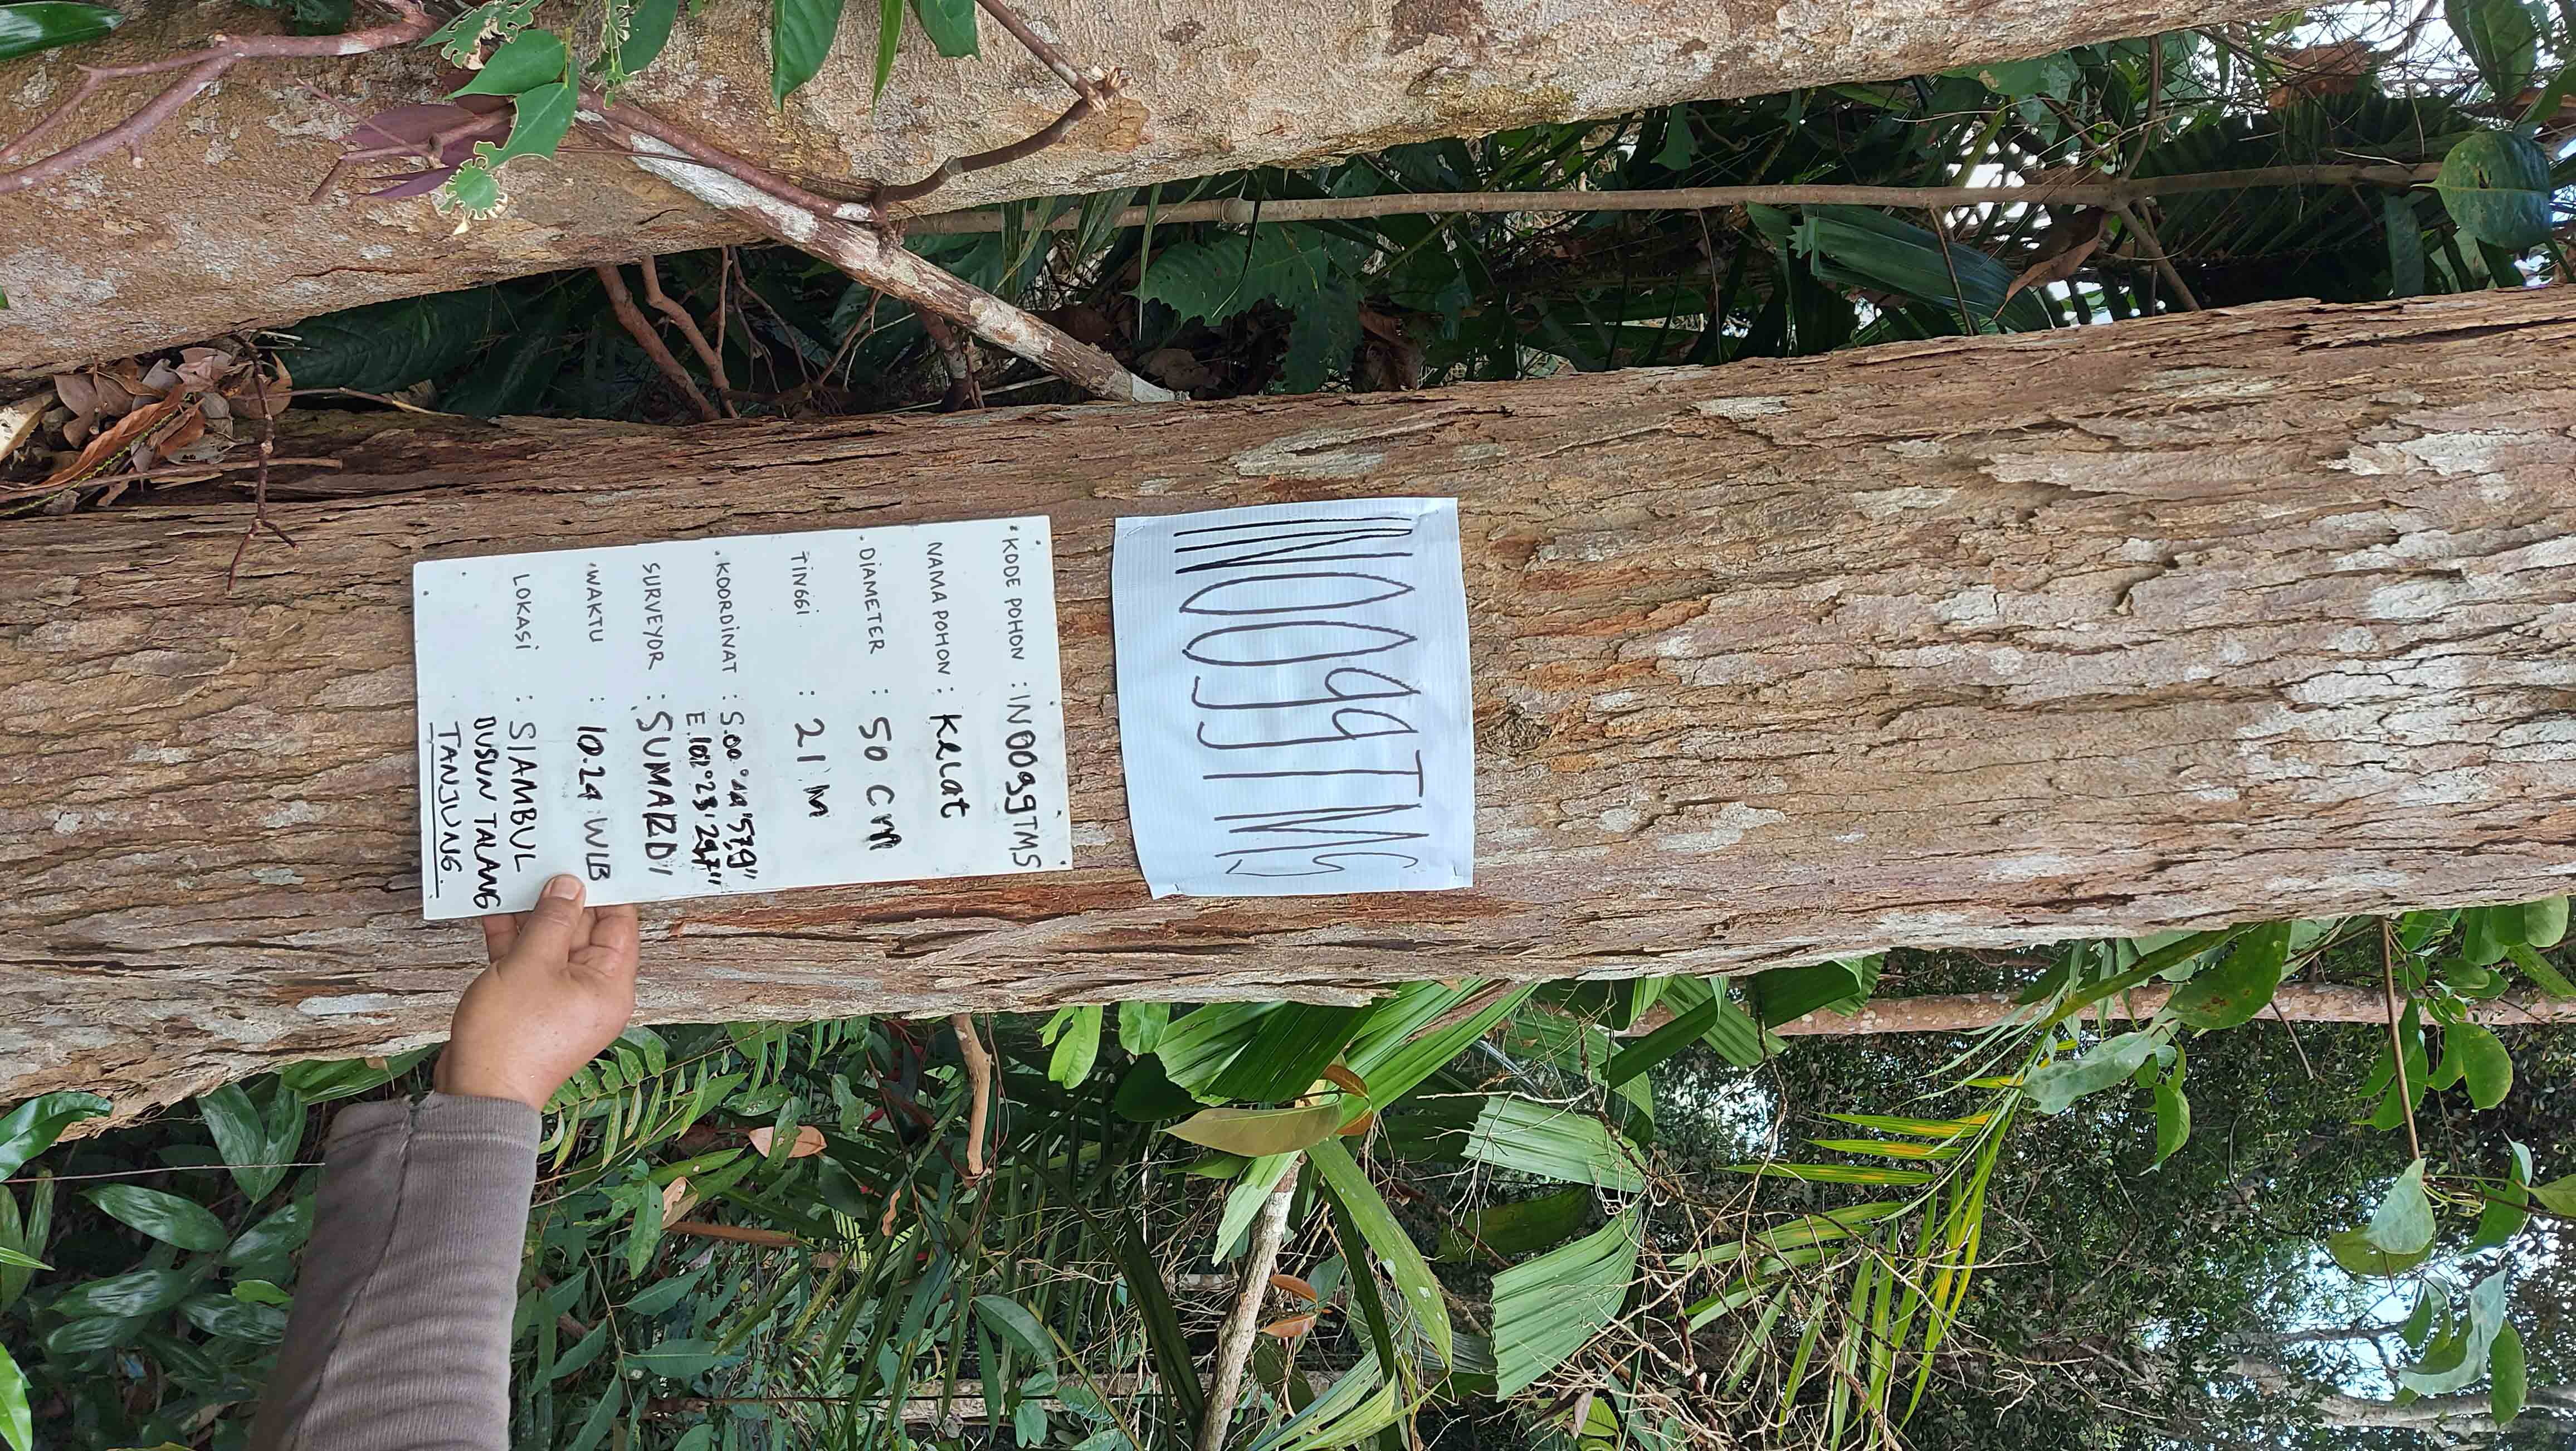 IN0099TMS
KODE POHON : IN0099TMS
NAMA POHON : Kelat
DIAMETER : 50 cm
TINGGI : 21 M
KOORDINAT : S.00° '57,9"
E.102°23'29,7"
SURVEYOR : SUMARDI
WAKTU : 10.24 WIB
LOKASI : SIAMBUL
DUSUN TALANG
TANJUNG.